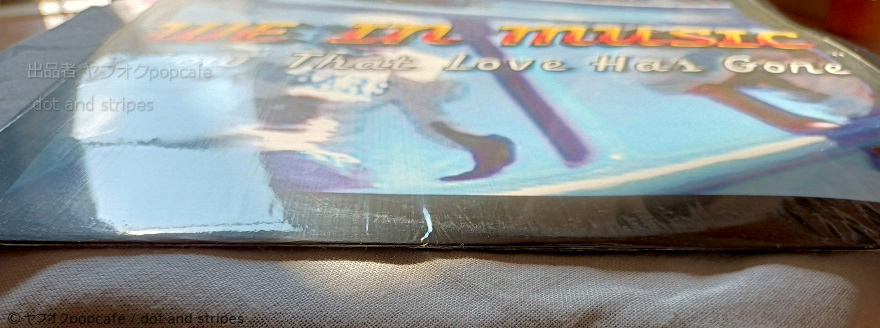 WE IN MUSIC
Now That Love Has Gone"
出品者 ヤフオクpopcafe
dot and stripes
© ヤフオクpopcafe / dot and stripes